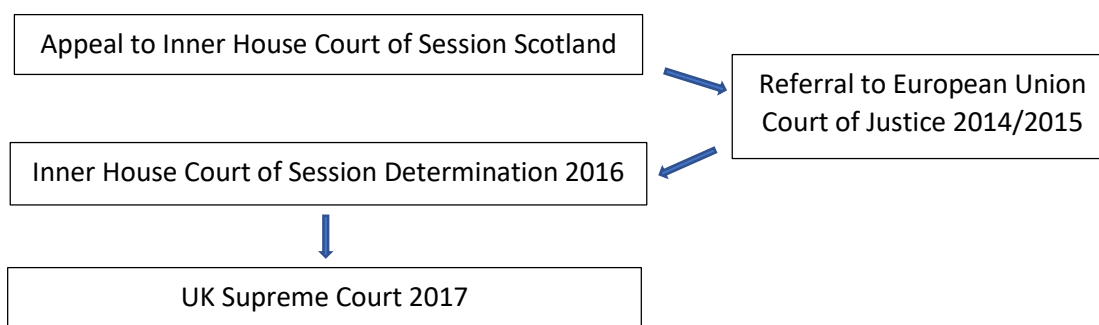 Appeal to Inner House Court of Session Scotland
Referral to European Union
Court of Justice 2014/2015
Inner House Court of Session Determination 2016
UK Supreme Court 2017